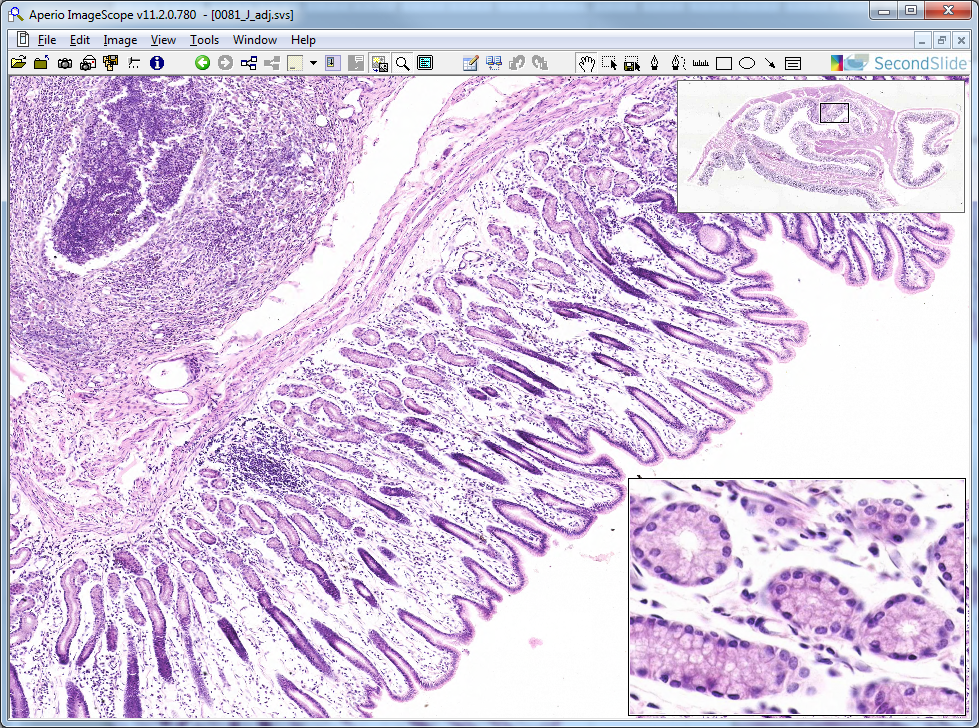 Aperio ImageScope v11.2.0.780 - [0081_J_adj.svs]
File Edit Image View Tools Window Help
SecondSlide